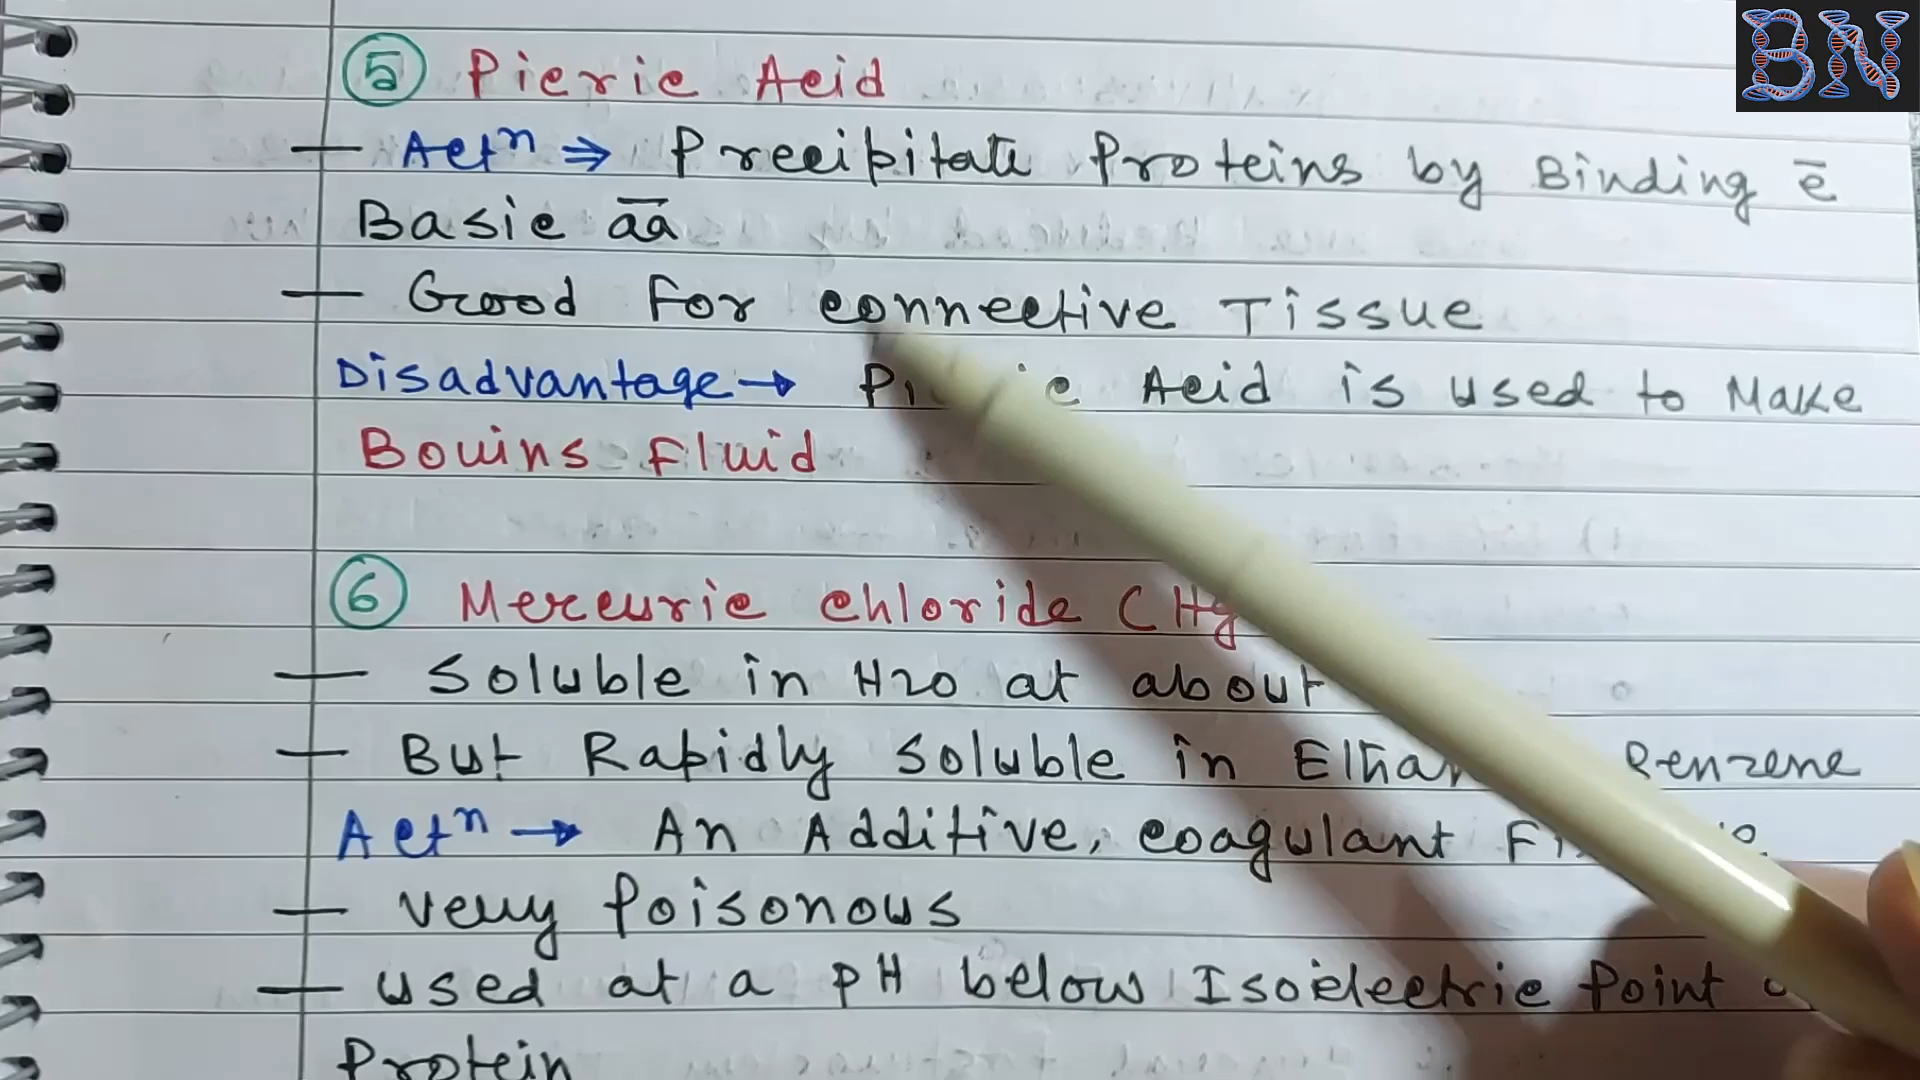 BN
5 Picric Acid
— Actⁿ ⇒ Precipitate Proteins by Binding c̄
Basic a̅a̅
— Good For connective Tissue
Disadvantage → Acid is used to Make
Bouins Fluid
6 Mercuric chloride (Hg
— Soluble in H2O at about
— But Rapidly Soluble in Benzene
Actⁿ → An Additive, coagulant
— very Poisonous
— used at a pH below Isoelectric Point
Protein